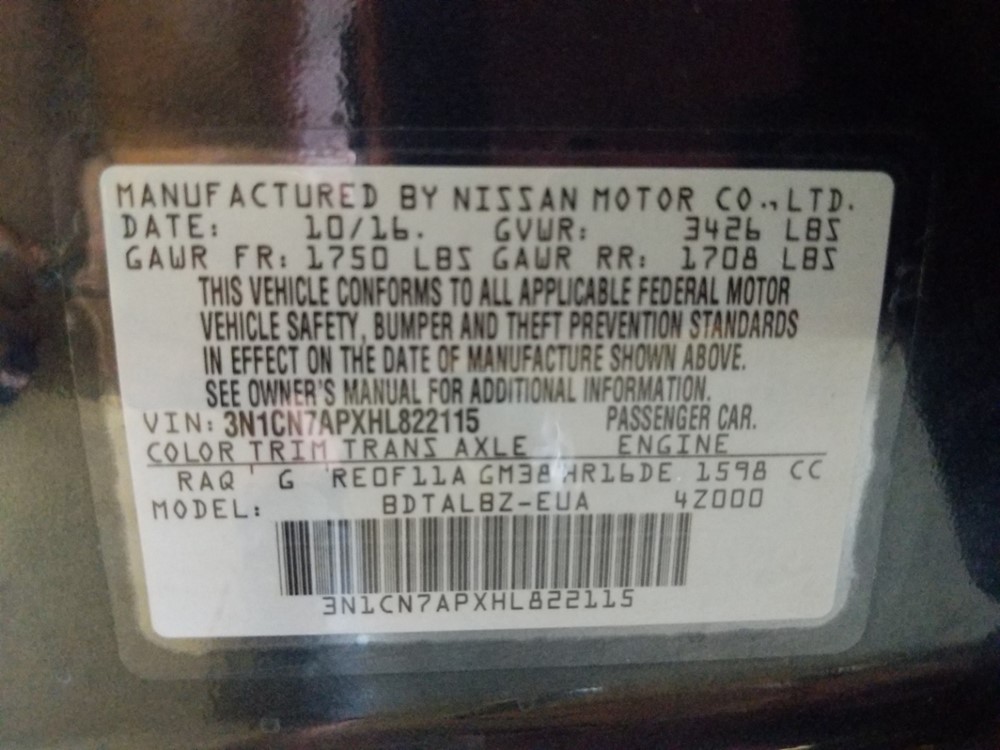 MANUFACTURED BY NISSAN MOTOR CO., LTD.
DATE: 10/16. GVWR: 3426 LBS
GAWR FR: 1750 LBS GAWR RR: 1708 LBS
THIS VEHICLE CONFORMS TO ALL APPLICABLE FEDERAL MOTOR
VEHICLE SAFETY, BUMPER AND THEFT PREVENTION STANDARDS
IN EFFECT ON THE DATE OF MANUFACTURE SHOWN ABOVE.
SEE OWNER'S MANUAL FOR ADDITIONAL INFORMATION.
VIN: 3N1CN7APXHL822115 PASSENGER CAR.
COLOR TRIM TRANS AXLE ENGINE
RAQ G RE0F11A GM38 HR16DE 1598 CC
MODEL: BDTALBZ-EUA 4Z000
3N1CN7APXHL822115